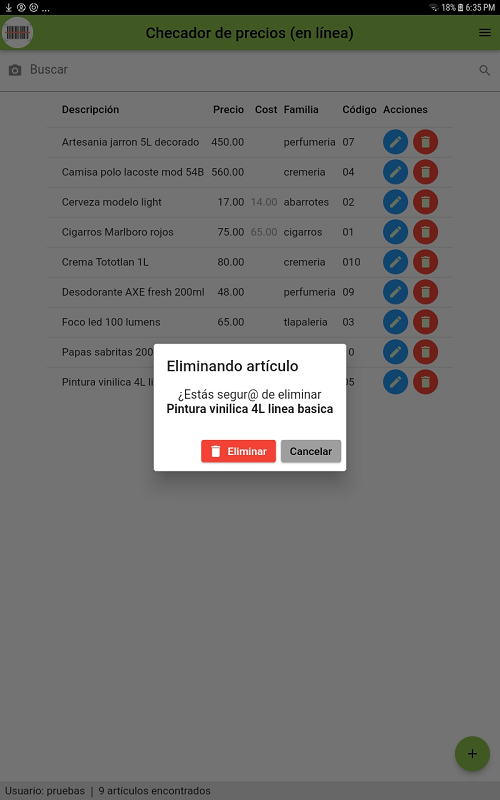 ... 18% 6:35 PM
Checador de precios (en línea)
Buscar
Descripción Precio Cost Familia Código Acciones
Artesania jarron 5L decorado 450.00 perfumeria 07
Camisa polo lacoste mod 54B 560.00 cremeria 04
Cerveza modelo light 17.00 14.00 abarrotes 02
Cigarros Marlboro rojos 75.00 65.00 cigarros 01
Crema Tototlan 1L 80.00 cremeria 010
Desodorante AXE fresh 200ml 48.00 perfumeria 09
Foco led 100 lumens 65.00 tlapaleria 03
Papas sabritas 200
Pintura vinilica 4L li 05
Eliminando artículo
¿Estás segur@ de eliminar
Pintura vinilica 4L linea basica
Eliminar Cancelar
+
Usuario: pruebas | 9 artículos encontrados